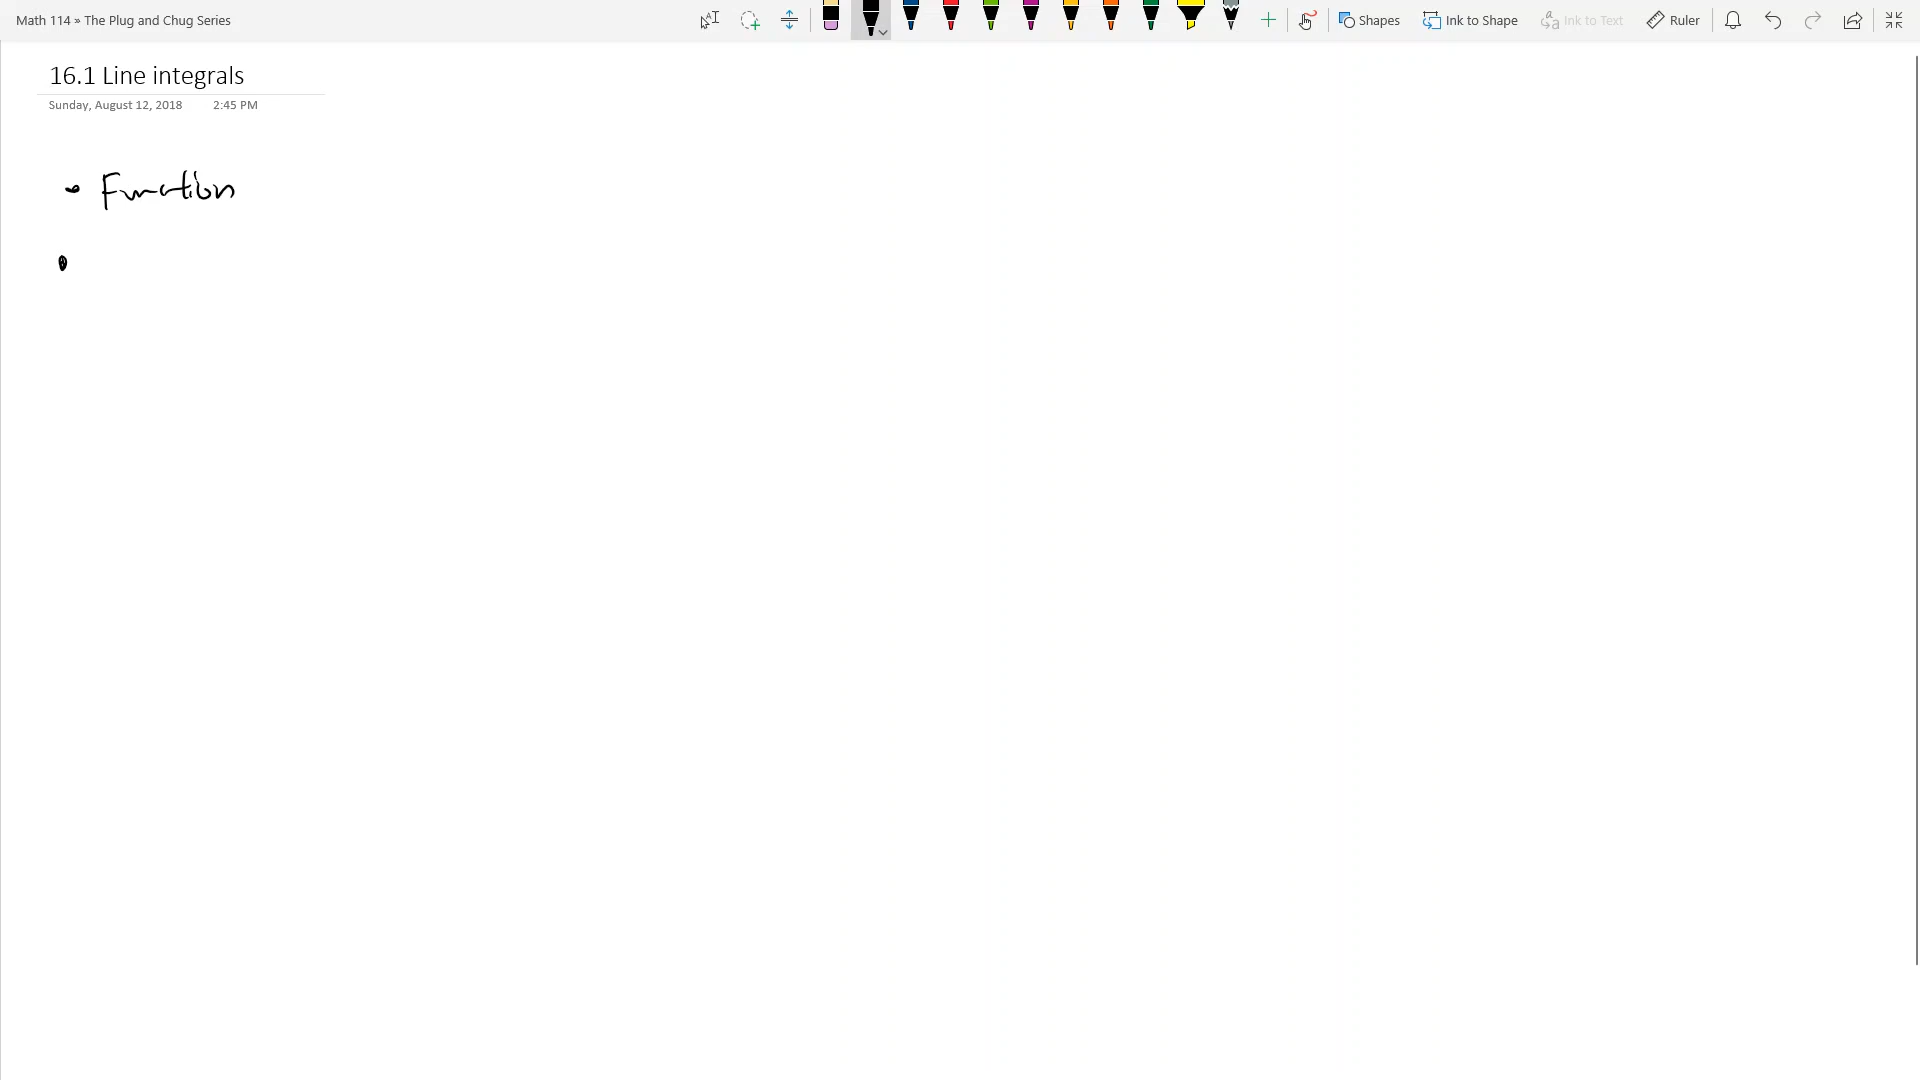 Math 114 » The Plug and Chug Series
Shapes
Ink to Shape
Ink to Text
Ruler
16.1 Line integrals
Sunday, August 12, 2018 2:45 PM
• Function
•